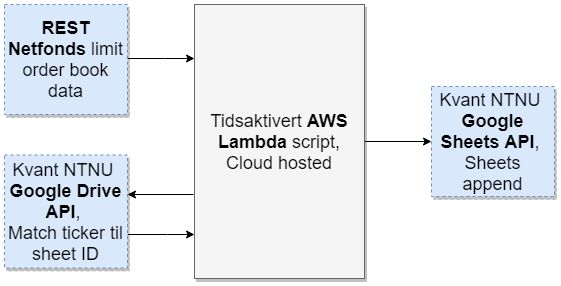 REST
Netfonds limit
order book
data
Kvant NTNU
Google Drive
API,
Match ticker til
sheet ID
Tidsaktivert AWS
Lambda script,
Cloud hosted
Kvant NTNU
Google
Sheets API,
Sheets
append